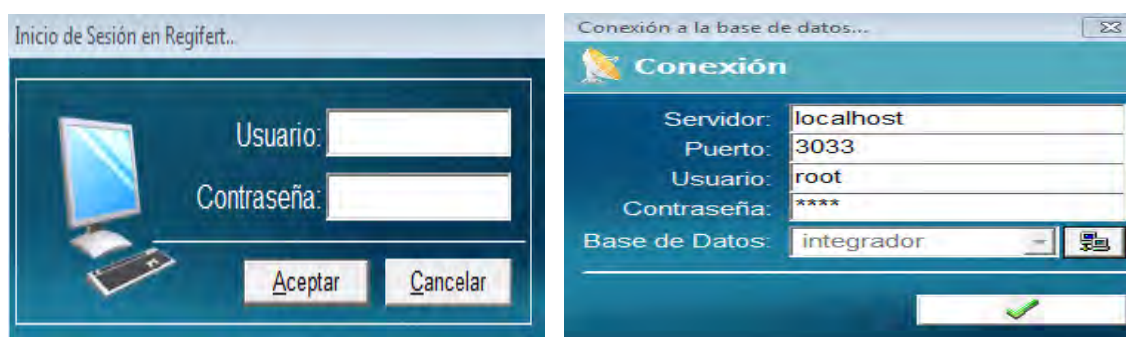 Inicio de Sesión en Regifert..
Usuario:
Contraseña:
Aceptar
Cancelar
Conexión a la base de datos...
Conexión
Servidor: localhost
Puerto: 3033
Usuario: root
Contraseña: ****
Base de Datos: integrador